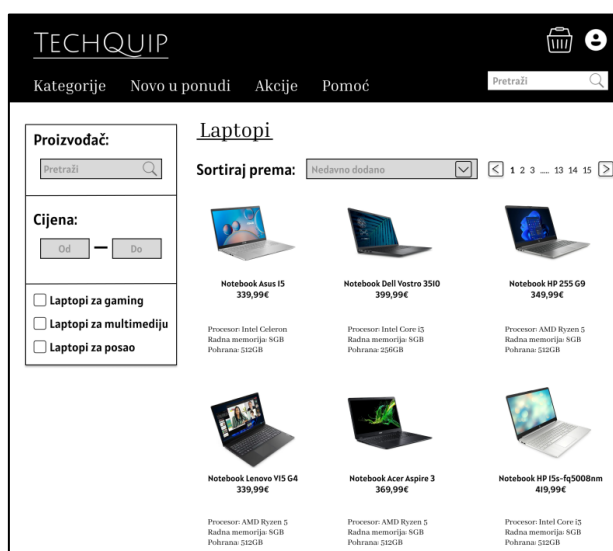 TECHQUIP
Kategorije Novo u ponudi Akcije Pomoć
Pretraži
Proizvođač:
Pretraži
Cijena:
Od — Do
Laptopi za gaming
Laptopi za multimediju
Laptopi za posao
Laptopi
Sortiraj prema: Nedavno dodano
< 1 2 3 .... 13 14 15 >
Notebook Asus 15
339,99€
Procesor: Intel Celeron
Radna memorija: 8GB
Pohrana: 512GB
Notebook Dell Vostro 3510
399,99€
Procesor: Intel Core i3
Radna memorija: 8GB
Pohrana: 256GB
Notebook HP 255 G9
349,99€
Procesor: AMD Ryzen 5
Radna memorija: 8GB
Pohrana: 512GB
Notebook Lenovo V15 G4
339,99€
Procesor: AMD Ryzen 5
Radna memorija: 8GB
Pohrana: 512GB
Notebook Acer Aspire 3
369,99€
Procesor: AMD Ryzen 5
Radna memorija: 8GB
Pohrana: 512GB
Notebook HP 15s-fq5008nm
419,99€
Procesor: Intel Core i3
Radna memorija: 8GB
Pohrana: 512GB